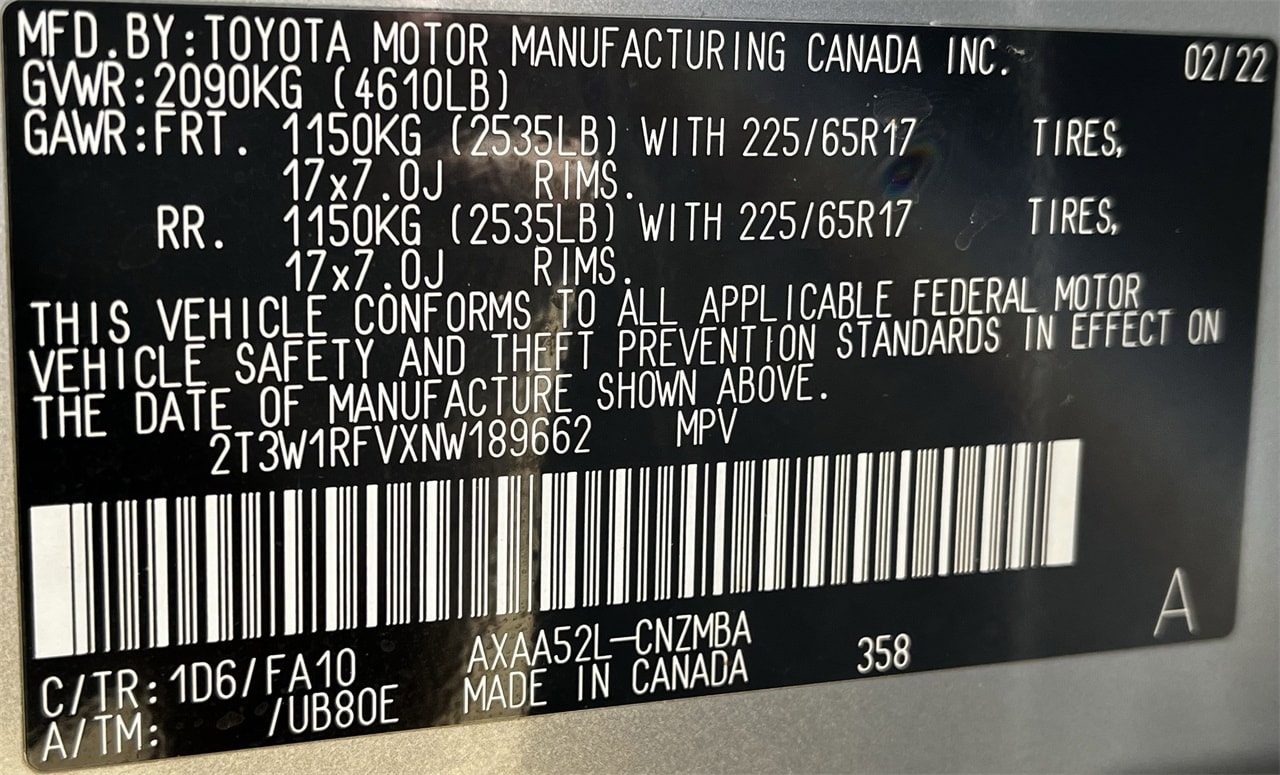 MFD.BY:TOYOTA MOTOR MANUFACTURING CANADA INC. 02/22
GVWR:2090KG (4610LB)
GAWR:FRT. 1150KG (2535LB) WITH 225/65R17 TIRES,
17x7.0J RIMS.
RR. 1150KG (2535LB) WITH 225/65R17 TIRES,
17x7.0J RIMS.
THIS VEHICLE CONFORMS TO ALL APPLICABLE FEDERAL MOTOR
VEHICLE SAFETY AND THEFT PREVENTION STANDARDS IN EFFECT ON
THE DATE OF MANUFACTURE SHOWN ABOVE.
2T3W1RFVXNW189662 MPV
A
C/TR: 1D6/FA10 AXAA52L-CNZMBA 358
A/TM: /UB80E MADE IN CANADA